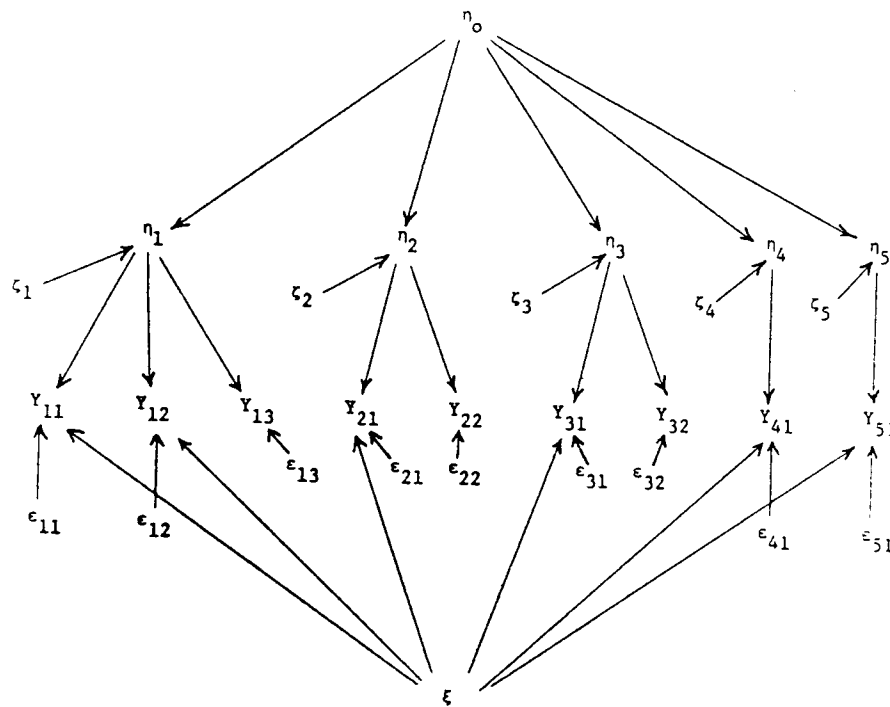 η₀
η₁ η₂ η₃ η₄ η₅
ζ₁ ζ₂ ζ₃ ζ₄ ζ₅
Y₁₁ Y₁₂ Y₁₃ Y₂₁ Y₂₂ Y₃₁ Y₃₂ Y₄₁ Y₅₁
ε₁₃ ε₂₁ ε₂₂ ε₃₁ ε₃₂
ε₁₁ ε₁₂ ε₄₁ ε₅₁
ξ